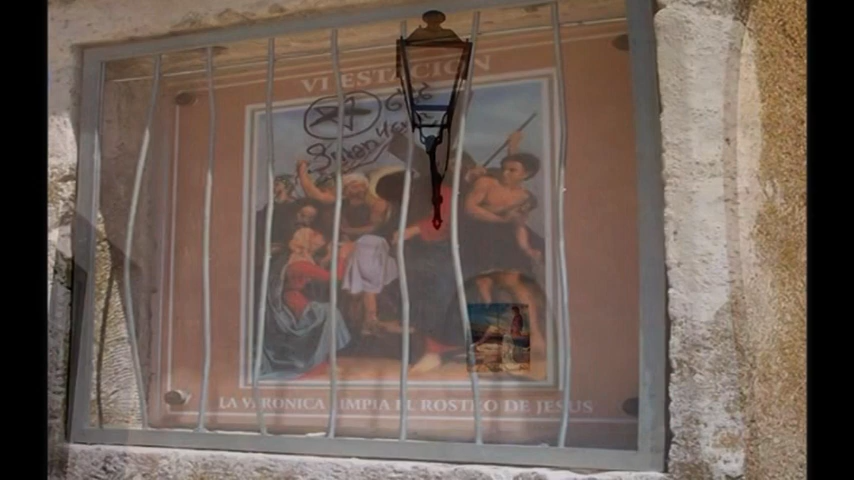 VI ESTACION
LA VERONICA LIMPIA EL ROSTRO DE JESUS